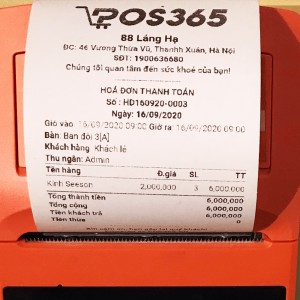 POS365
88 Láng Hạ
ĐC: 46 Vương Thừa Vũ, Thanhh Xuân, Hà Nội
SĐT: 1900636680
Chúng tôi quan tâm đến sức khoẻ của bạn!
HOÁ ĐƠN THANH TOÁN
Số : HD160920-0003
Ngày: 16/09/2020
Giờ vào: 16/09/2020 09:00 Giờ ra: 16/09/2020 09:00
Bàn: Bàn đôi 3[A]
Khách hàng: Khách lẻ
Thu ngân: Admin
Tên hàng Đ.giá SL TT
Kính Seeson 2,000,000 3 6,000,000
Tổng thành tiền 6,000,000
Tổng cộng 6,000,000
Tiền khách trả 6,000,000
Tiền thừa 0